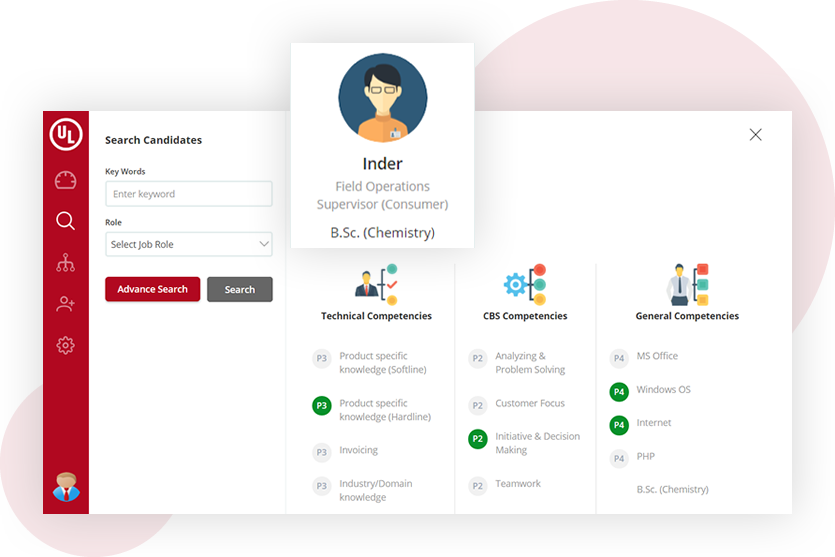 UL
Search Candidates
Key Words
Enter keyword
Role
Select Job Role
Advance Search
Search
Inder
Field Operations
Supervisor (Consumer)
B.Sc. (Chemistry)
Technical Competencies
P3 Product specific
knowledge (Softline)
P3 Product specific
knowledge (Hardline)
P3 Invoicing
P3 Industry/Domain
knowledge
CBS Competencies
P2 Analyzing &
Problem Solving
P2 Customer Focus
P2 Initiative & Decision
Making
P2 Teamwork
General Competencies
P4 MS Office
P4 Windows OS
P4 Internet
P4 PHP
B.Sc. (Chemistry)